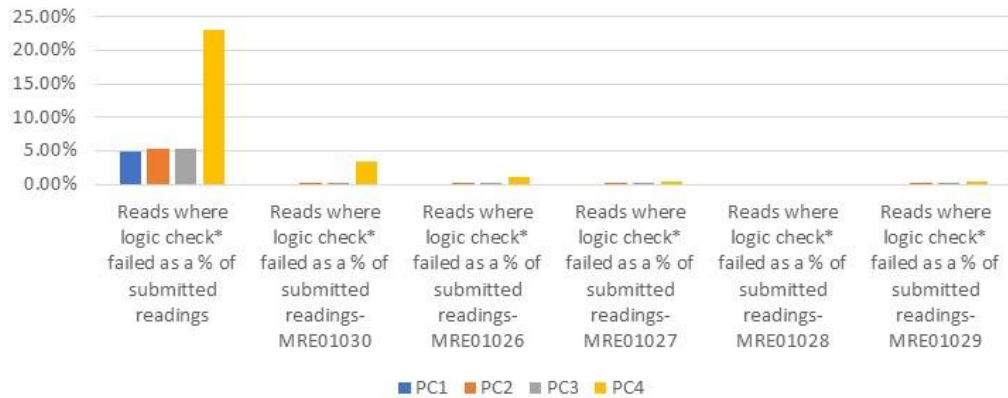 25.00%
20.00%
15.00%
10.00%
5.00%
0.00%
Reads where
logic check*
failed as a % of
submitted
readings
Reads where
logic check*
failed as a % of
submitted
readings-
MRE01030
Reads where
logic check*
failed as a % of
submitted
readings-
MRE01026
Reads where
logic check*
failed as a % of
submitted
readings-
MRE01027
Reads where
logic check*
failed as a % of
submitted
readings-
MRE01028
Reads where
logic check*
failed as a % of
submitted
readings-
MRE01029
PC1 PC2 PC3 PC4